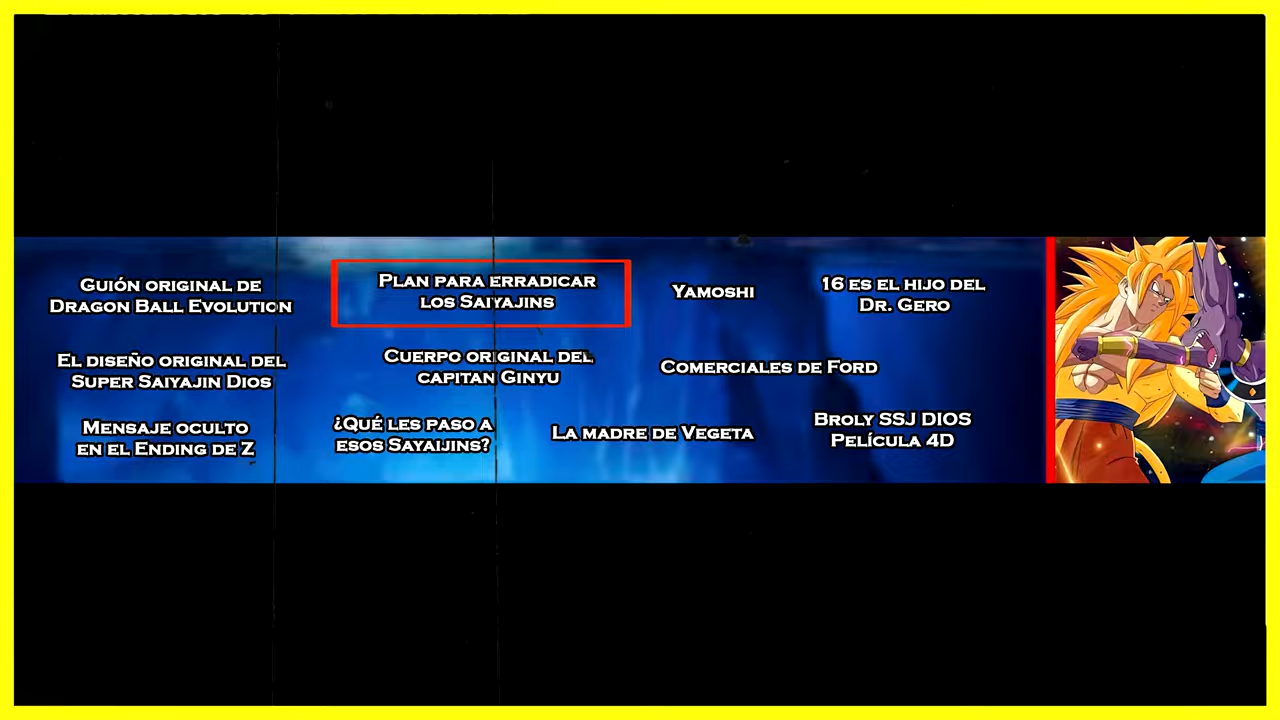 Guión original de
Dragon Ball Evolution
Plan para erradicar
los Saiyajins
Yamoshi
16 es el hijo del
Dr. Gero
El diseño original del
Super Saiyajin Dios
Cuerpo original del
capitan Ginyu
Comerciales de Ford
Mensaje oculto
en el Ending de Z
¿Qué les paso a
esos Sayaijins?
La madre de Vegeta
Broly SSJ DIOS
Película 4D